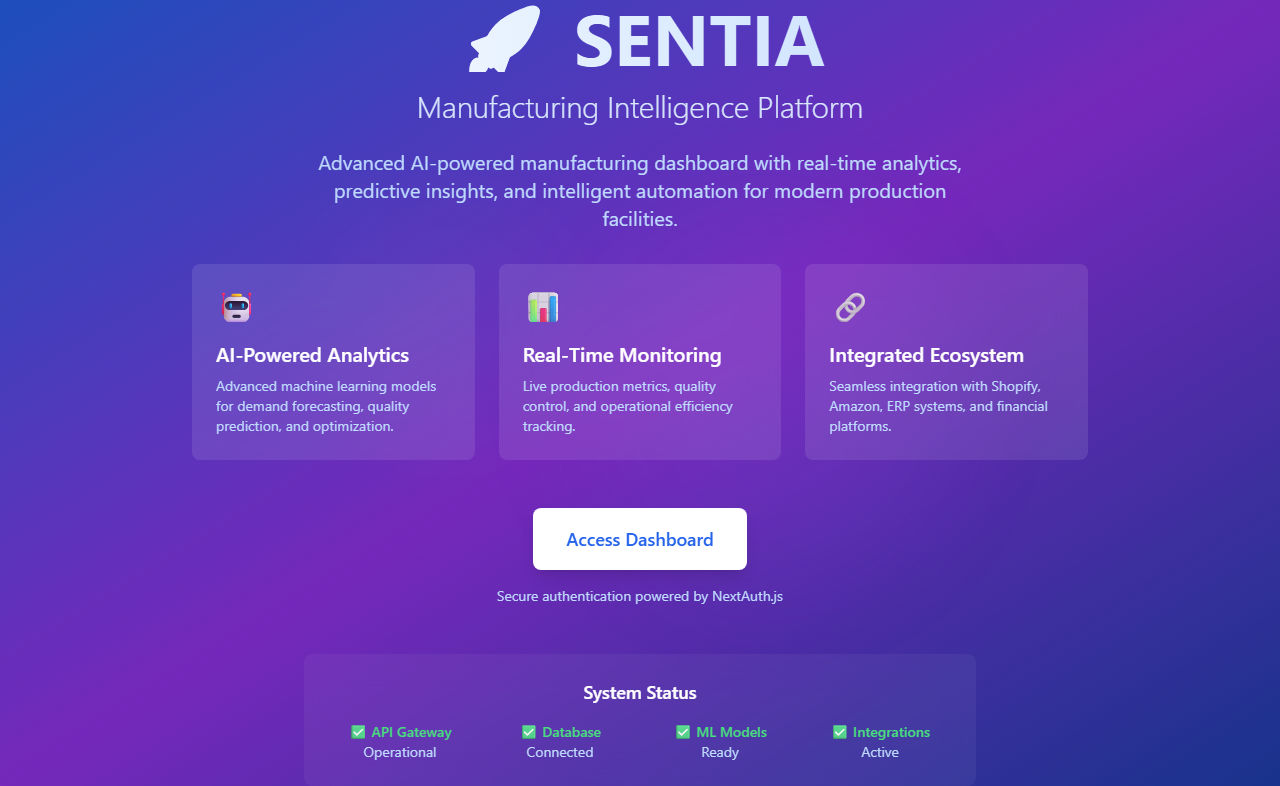 SENTIA
Manufacturing Intelligence Platform
Advanced AI-powered manufacturing dashboard with real-time analytics,
predictive insights, and intelligent automation for modern production
facilities.
AI-Powered Analytics
Advanced machine learning models
for demand forecasting, quality
prediction, and optimization.
Real-Time Monitoring
Live production metrics, quality
control, and operational efficiency
tracking.
Integrated Ecosystem
Seamless integration with Shopify,
Amazon, ERP systems, and financial
platforms.
Access Dashboard
Secure authentication powered by NextAuth.js
System Status
✅ API Gateway
Operational
✅ Database
Connected
✅ ML Models
Ready
✅ Integrations
Active